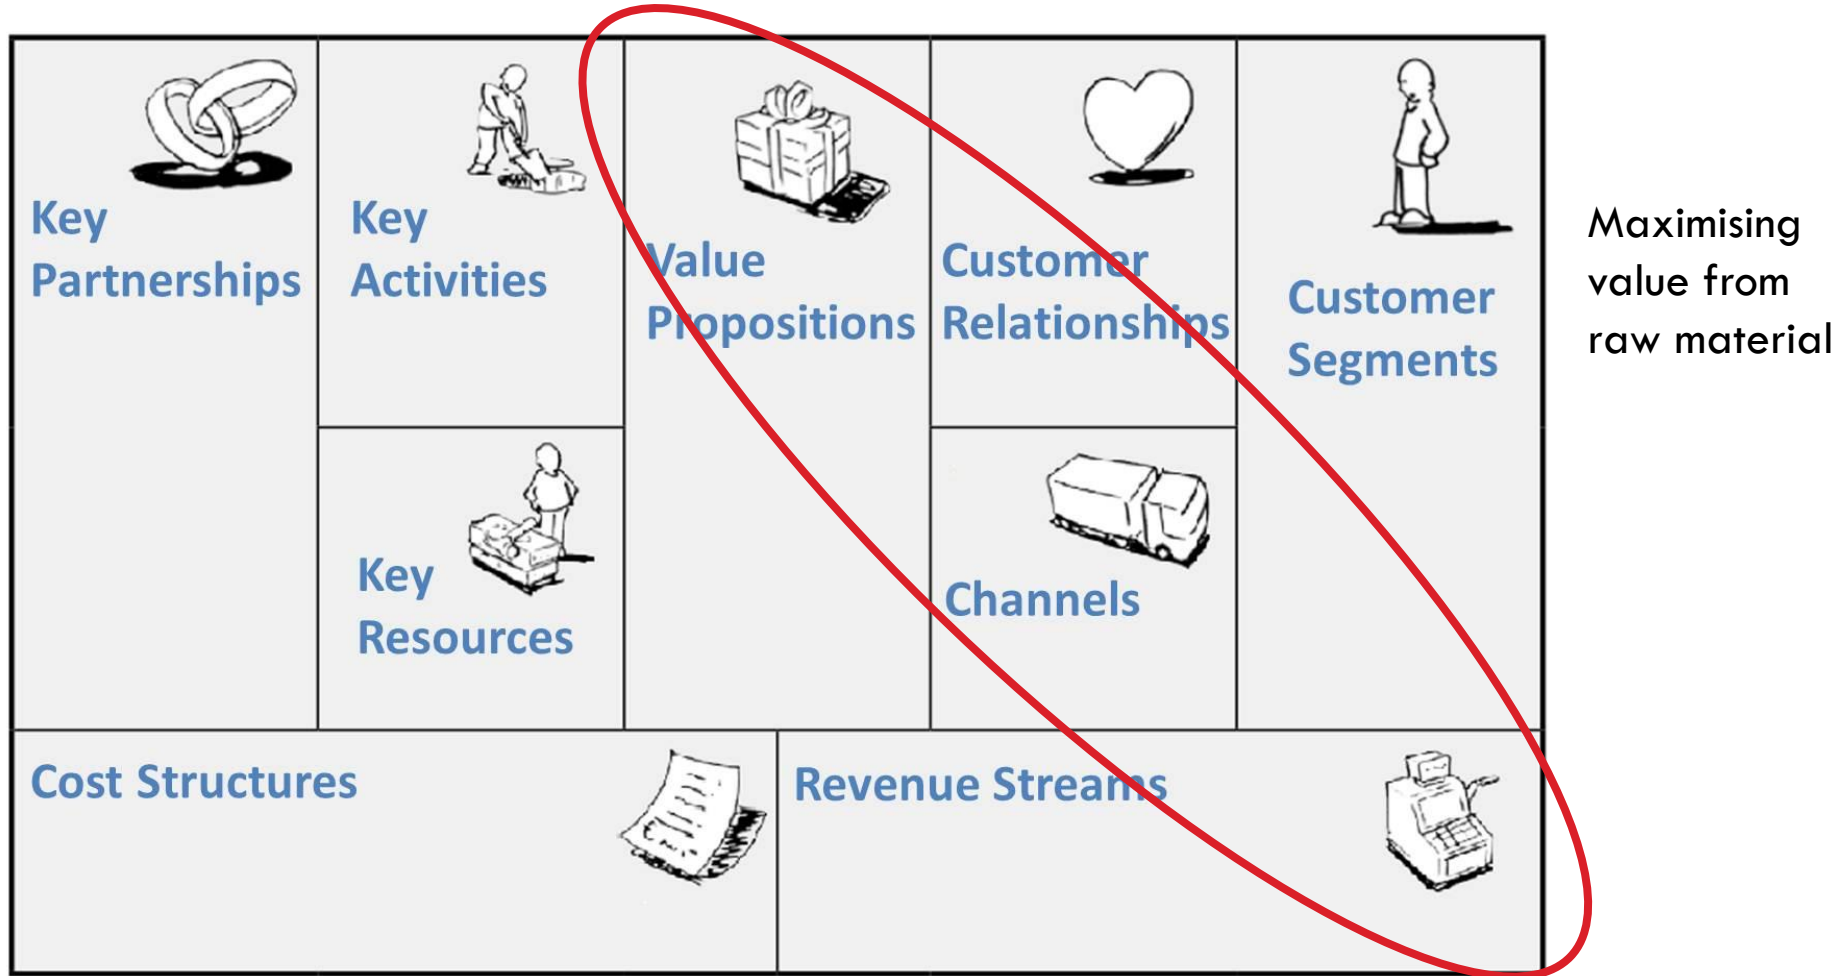 Key
Partnerships
Key
Activities
Key
Resources
Value
Propositions
Customer
Relationships
Channels
Customer
Segments
Cost Structures
Revenue Streams
Maximising
value from
raw material